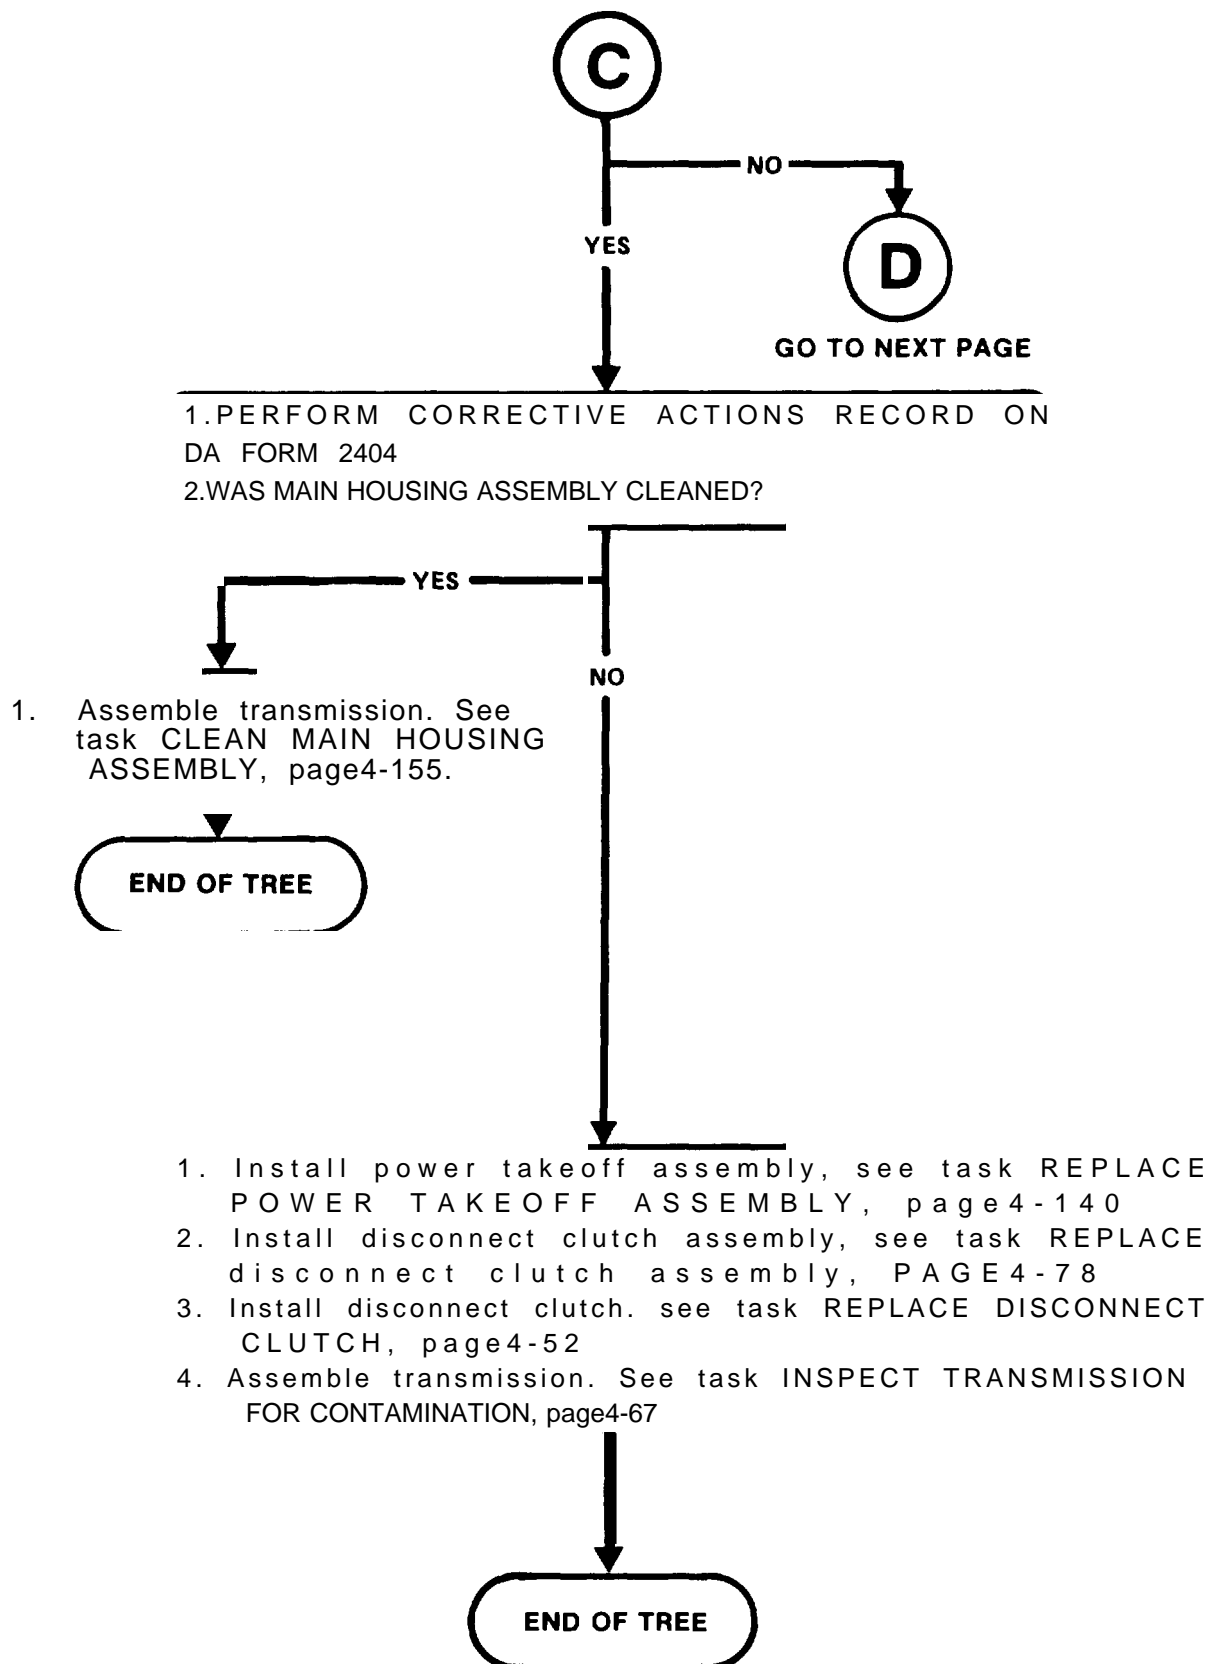 C
NO
YES
D
GO TO NEXT PAGE
1.PERFORM CORRECTIVE ACTIONS RECORD ON
DA FORM 2404
2.WAS MAIN HOUSING ASSEMBLY CLEANED?
YES
NO
1. Assemble transmission. See
task CLEAN MAIN HOUSING
ASSEMBLY, page4-155.
END OF TREE
1. Install power takeoff assembly, see task REPLACE
POWER TAKEOFF ASSEMBLY, page4-140
2. Install disconnect clutch assembly, see task REPLACE
disconnect clutch assembly, PAGE4-78
3. Install disconnect clutch. see task REPLACE DISCONNECT
CLUTCH, page4-52
4. Assemble transmission. See task INSPECT TRANSMISSION
FOR CONTAMINATION, page4-67
END OF TREE